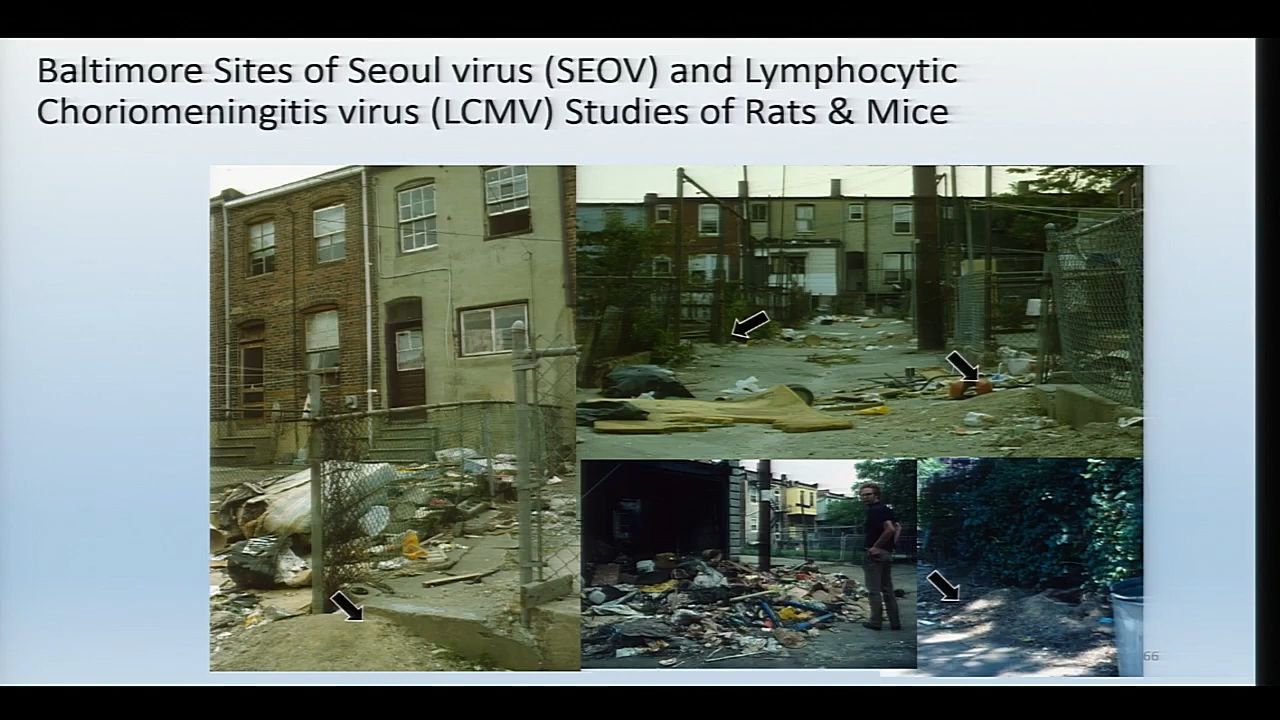 Baltimore Sites of Seoul virus (SEOV) and Lymphocytic
Choriomeningitis virus (LCMV) Studies of Rats & Mice
66